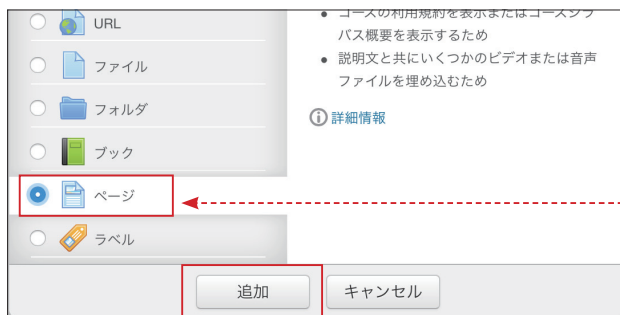 URL
ファイル
フォルダ
ブック
ページ
ラベル
コースの利用規約を表示またはコースシラ
バス概要を表示するため
説明文と共にいくつかのビデオまたは音声
ファイルを埋め込むため
詳細情報
追加
キャンセル